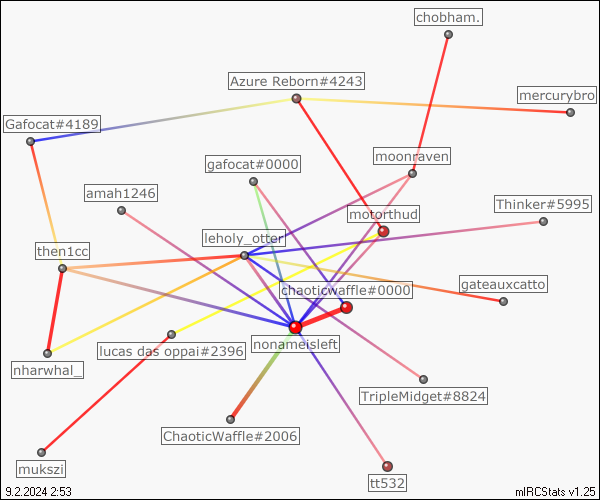 chobham.
Azure Reborn#4243
mercurybro
Gafocat#4189
moonraven
gafocat#0000
amah1246
Thinker#5995
motorthud
leholy_otter
then1cc
gateauxcatto
chaoticwaffle#0000
nonameisleft
lucas das oppai#2396
nharwhal_
TripleMidget#8824
ChaoticWaffle#2006
mukszi
tt532
9.2.2024 2:53
mIRCStats v1.25